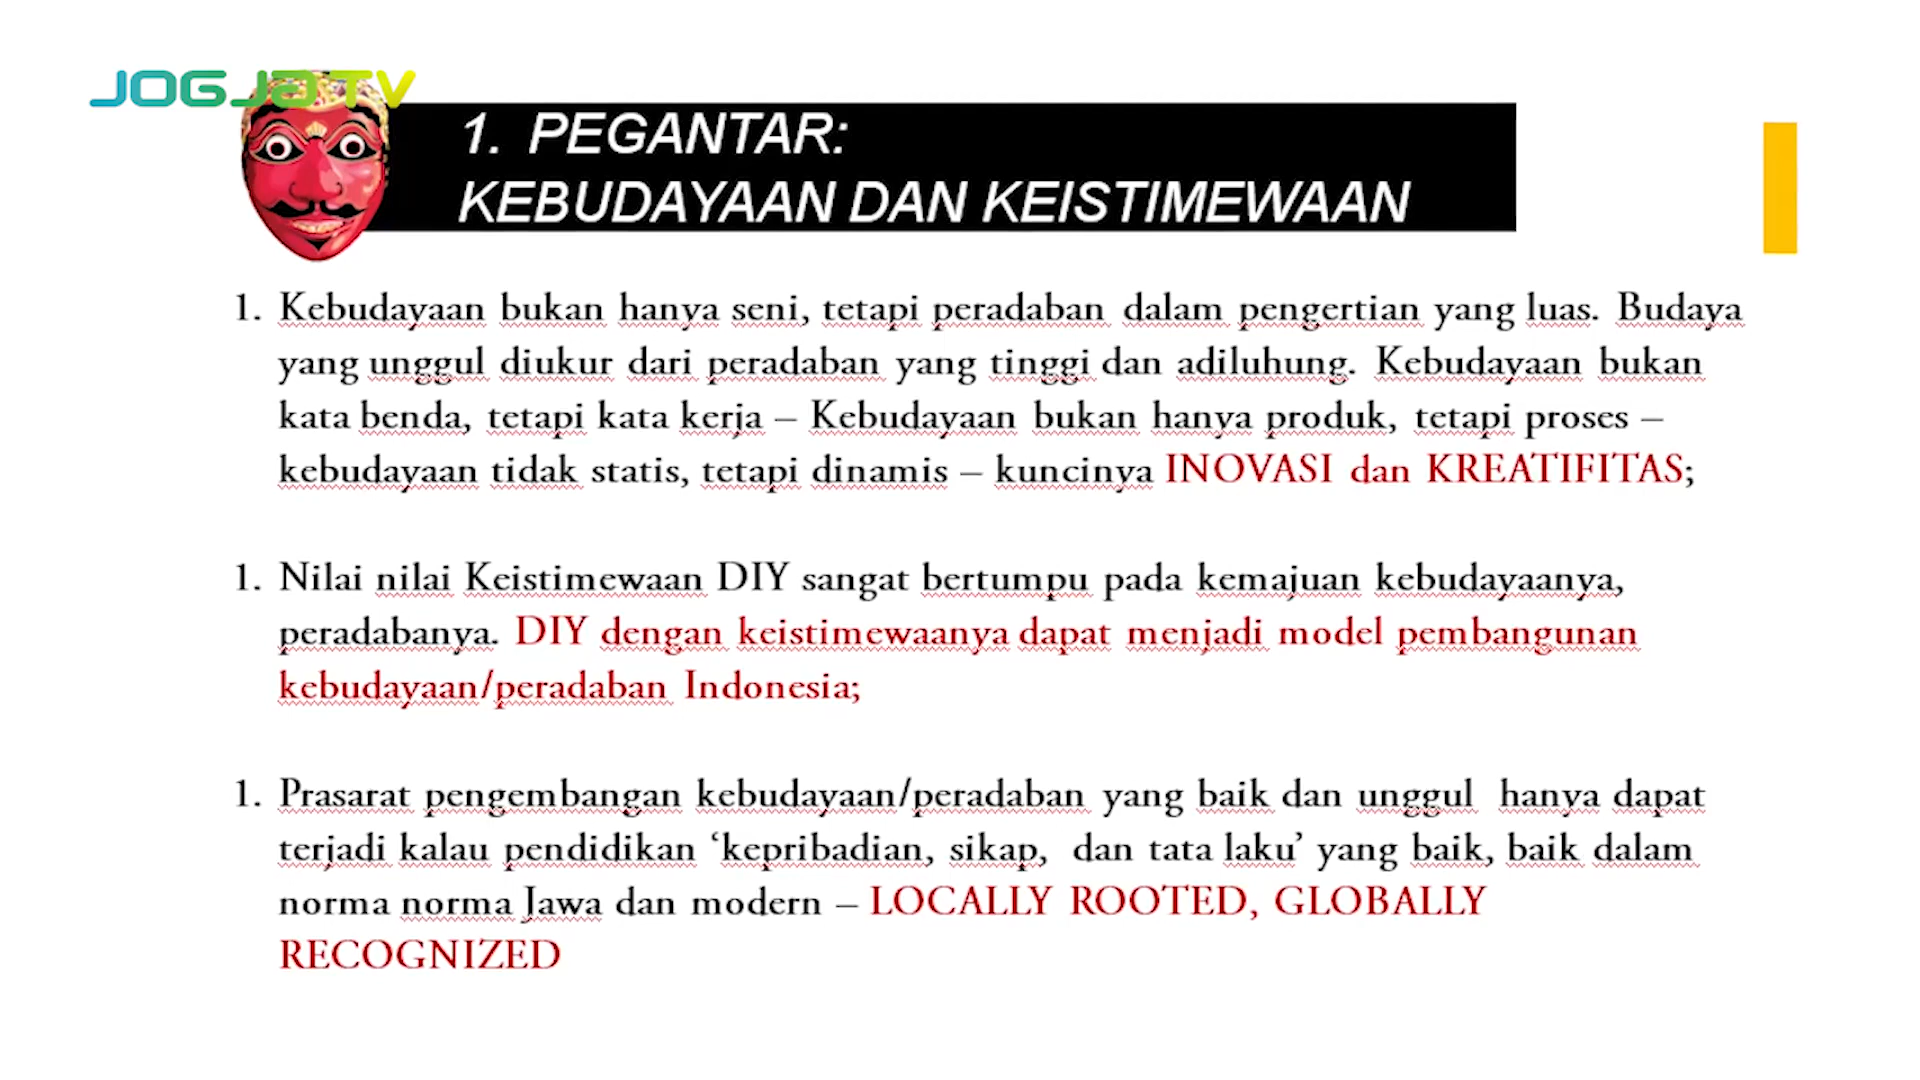 JOGJATV
1. PEGANTAR:
KEBUDAYAAN DAN KEISTIMEWAAN
1. Kebudayaan bukan hanya seni, tetapi peradaban dalam pengertian yang luas. Budaya
yang unggul diukur dari peradaban yang tinggi dan adiluhung. Kebudayaan bukan
kata benda, tetapi kata kerja – Kebudayaan bukan hanya produk, tetapi proses –
kebudayaan tidak statis, tetapi dinamis – kuncinya INOVASI dan KREATIFITAS;
1. Nilai nilai Keistimewaan DIY sangat bertumpu pada kemajuan kebudayaanya,
peradabanya. DIY dengan keistimewaanya dapat menjadi model pembangunan
kebudayaan/peradaban Indonesia;
1. Prasarat pengembangan kebudayaan/peradaban yang baik dan unggul hanya dapat
terjadi kalau pendidikan ‘kepribadian, sikap, dan tata laku’ yang baik, baik dalam
norma norma Jawa dan modern – LOCALLY ROOTED, GLOBALLY
RECOGNIZED